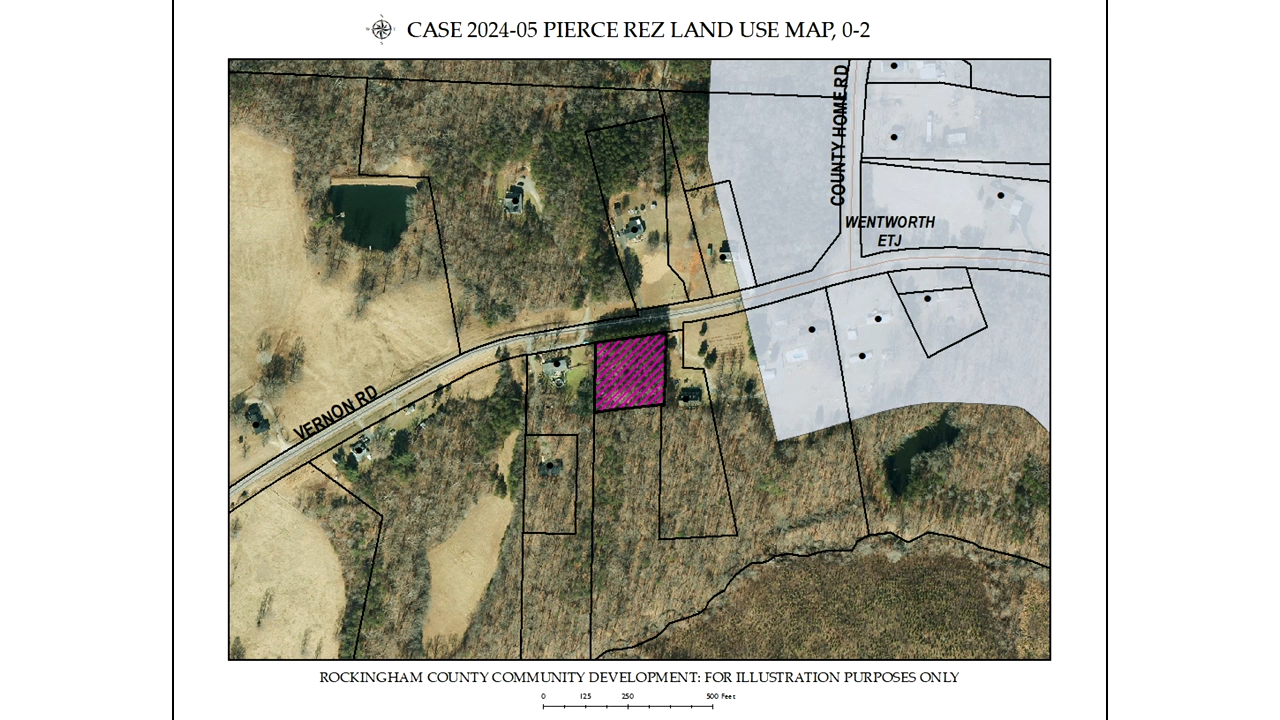 CASE 2024-05 PIERCE REZ LAND USE MAP, 0-2
COUNTY HOME RD
WENTWORTH
ETJ
VERNON RD
ROCKINGHAM COUNTY COMMUNITY DEVELOPMENT: FOR ILLUSTRATION PURPOSES ONLY
0 125 250 500 Feet